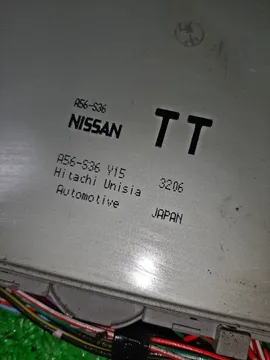 A56-S36
NISSAN TT
A56-S36 Y15 3206
Hitachi Unisia
Automotive JAPAN